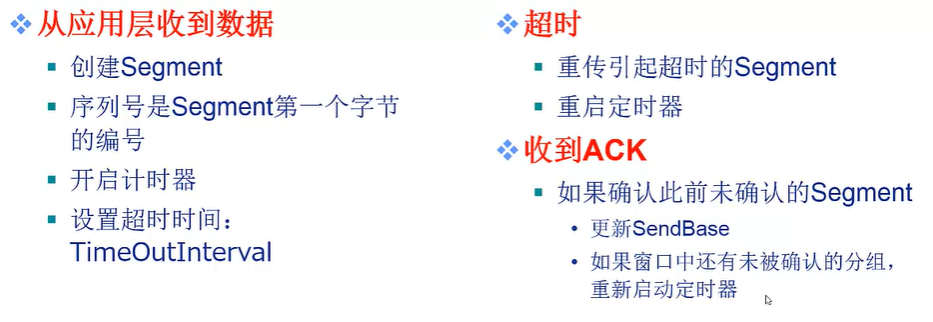 从应用层收到数据
创建Segment
序列号是Segment第一个字节
的编号
开启计时器
设置超时时间：
TimeOutInterval
超时
重传引起超时的Segment
重启定时器
收到ACK
如果确认此前未确认的Segment
更新SendBase
如果窗口中还有未被确认的分组，
重新启动定时器